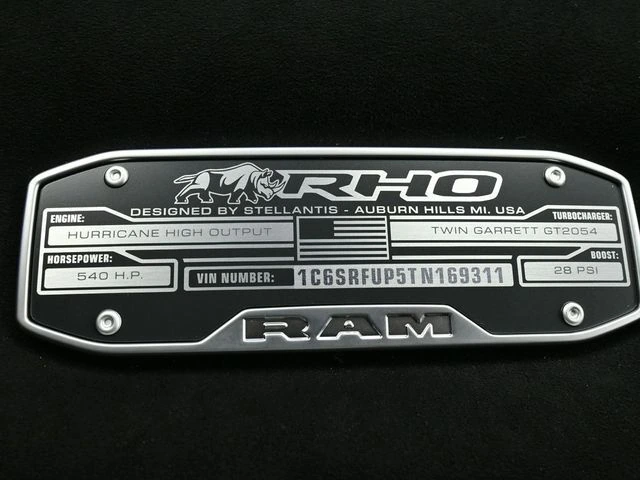 RHO
DESIGNED BY STELLANTIS - AUBURN HILLS MI. USA
ENGINE:
HURRICANE HIGH OUTPUT
TURBOCHARGER:
TWIN GARRETT GT2054
HORSEPOWER:
540 H.P.
VIN NUMBER: 1C6SRFUP5TN169311
BOOST:
28 PSI
RAM